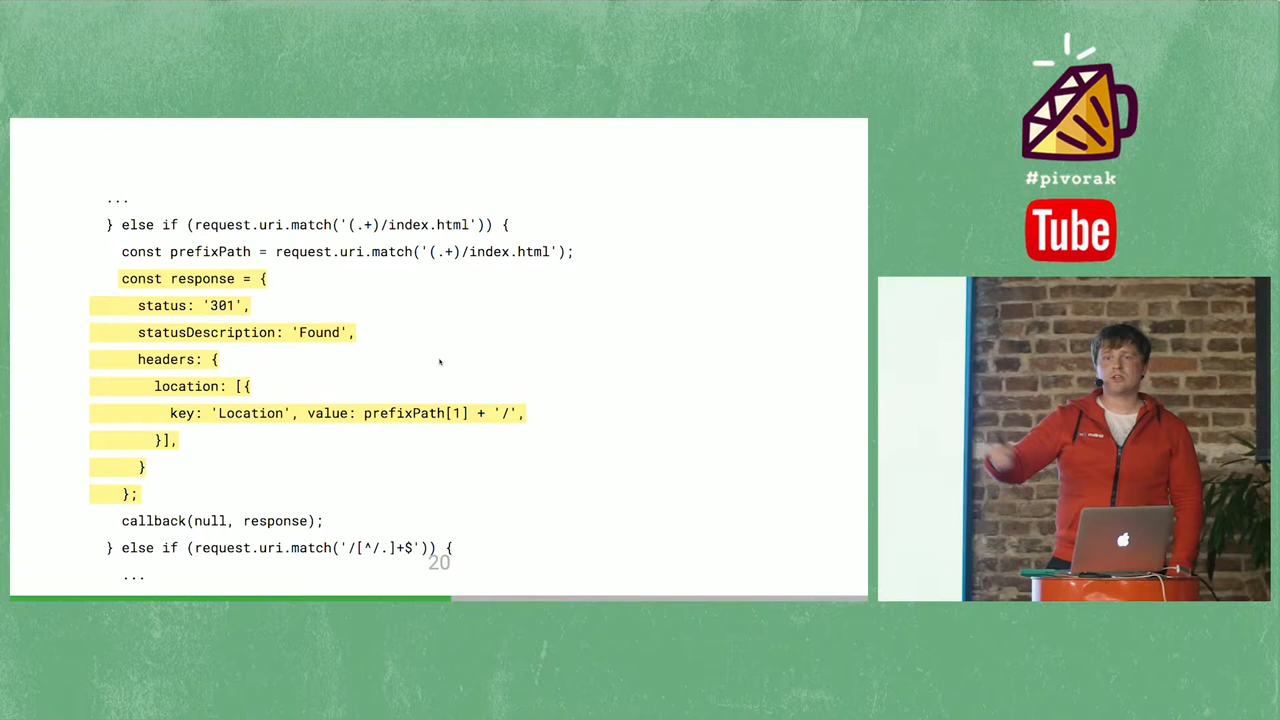 ...
} else if (request.uri.match('(.+)/index.html')) {
const prefixPath = request.uri.match('(.+)/index.html');
const response = {
status: '301',
statusDescription: 'Found',
headers: {
location: [{
key: 'Location', value: prefixPath[1] + '/',
}],
}
};
callback(null, response);
} else if (request.uri.match('/[^/.]+$')) {
...
20
#pivorak
Tube